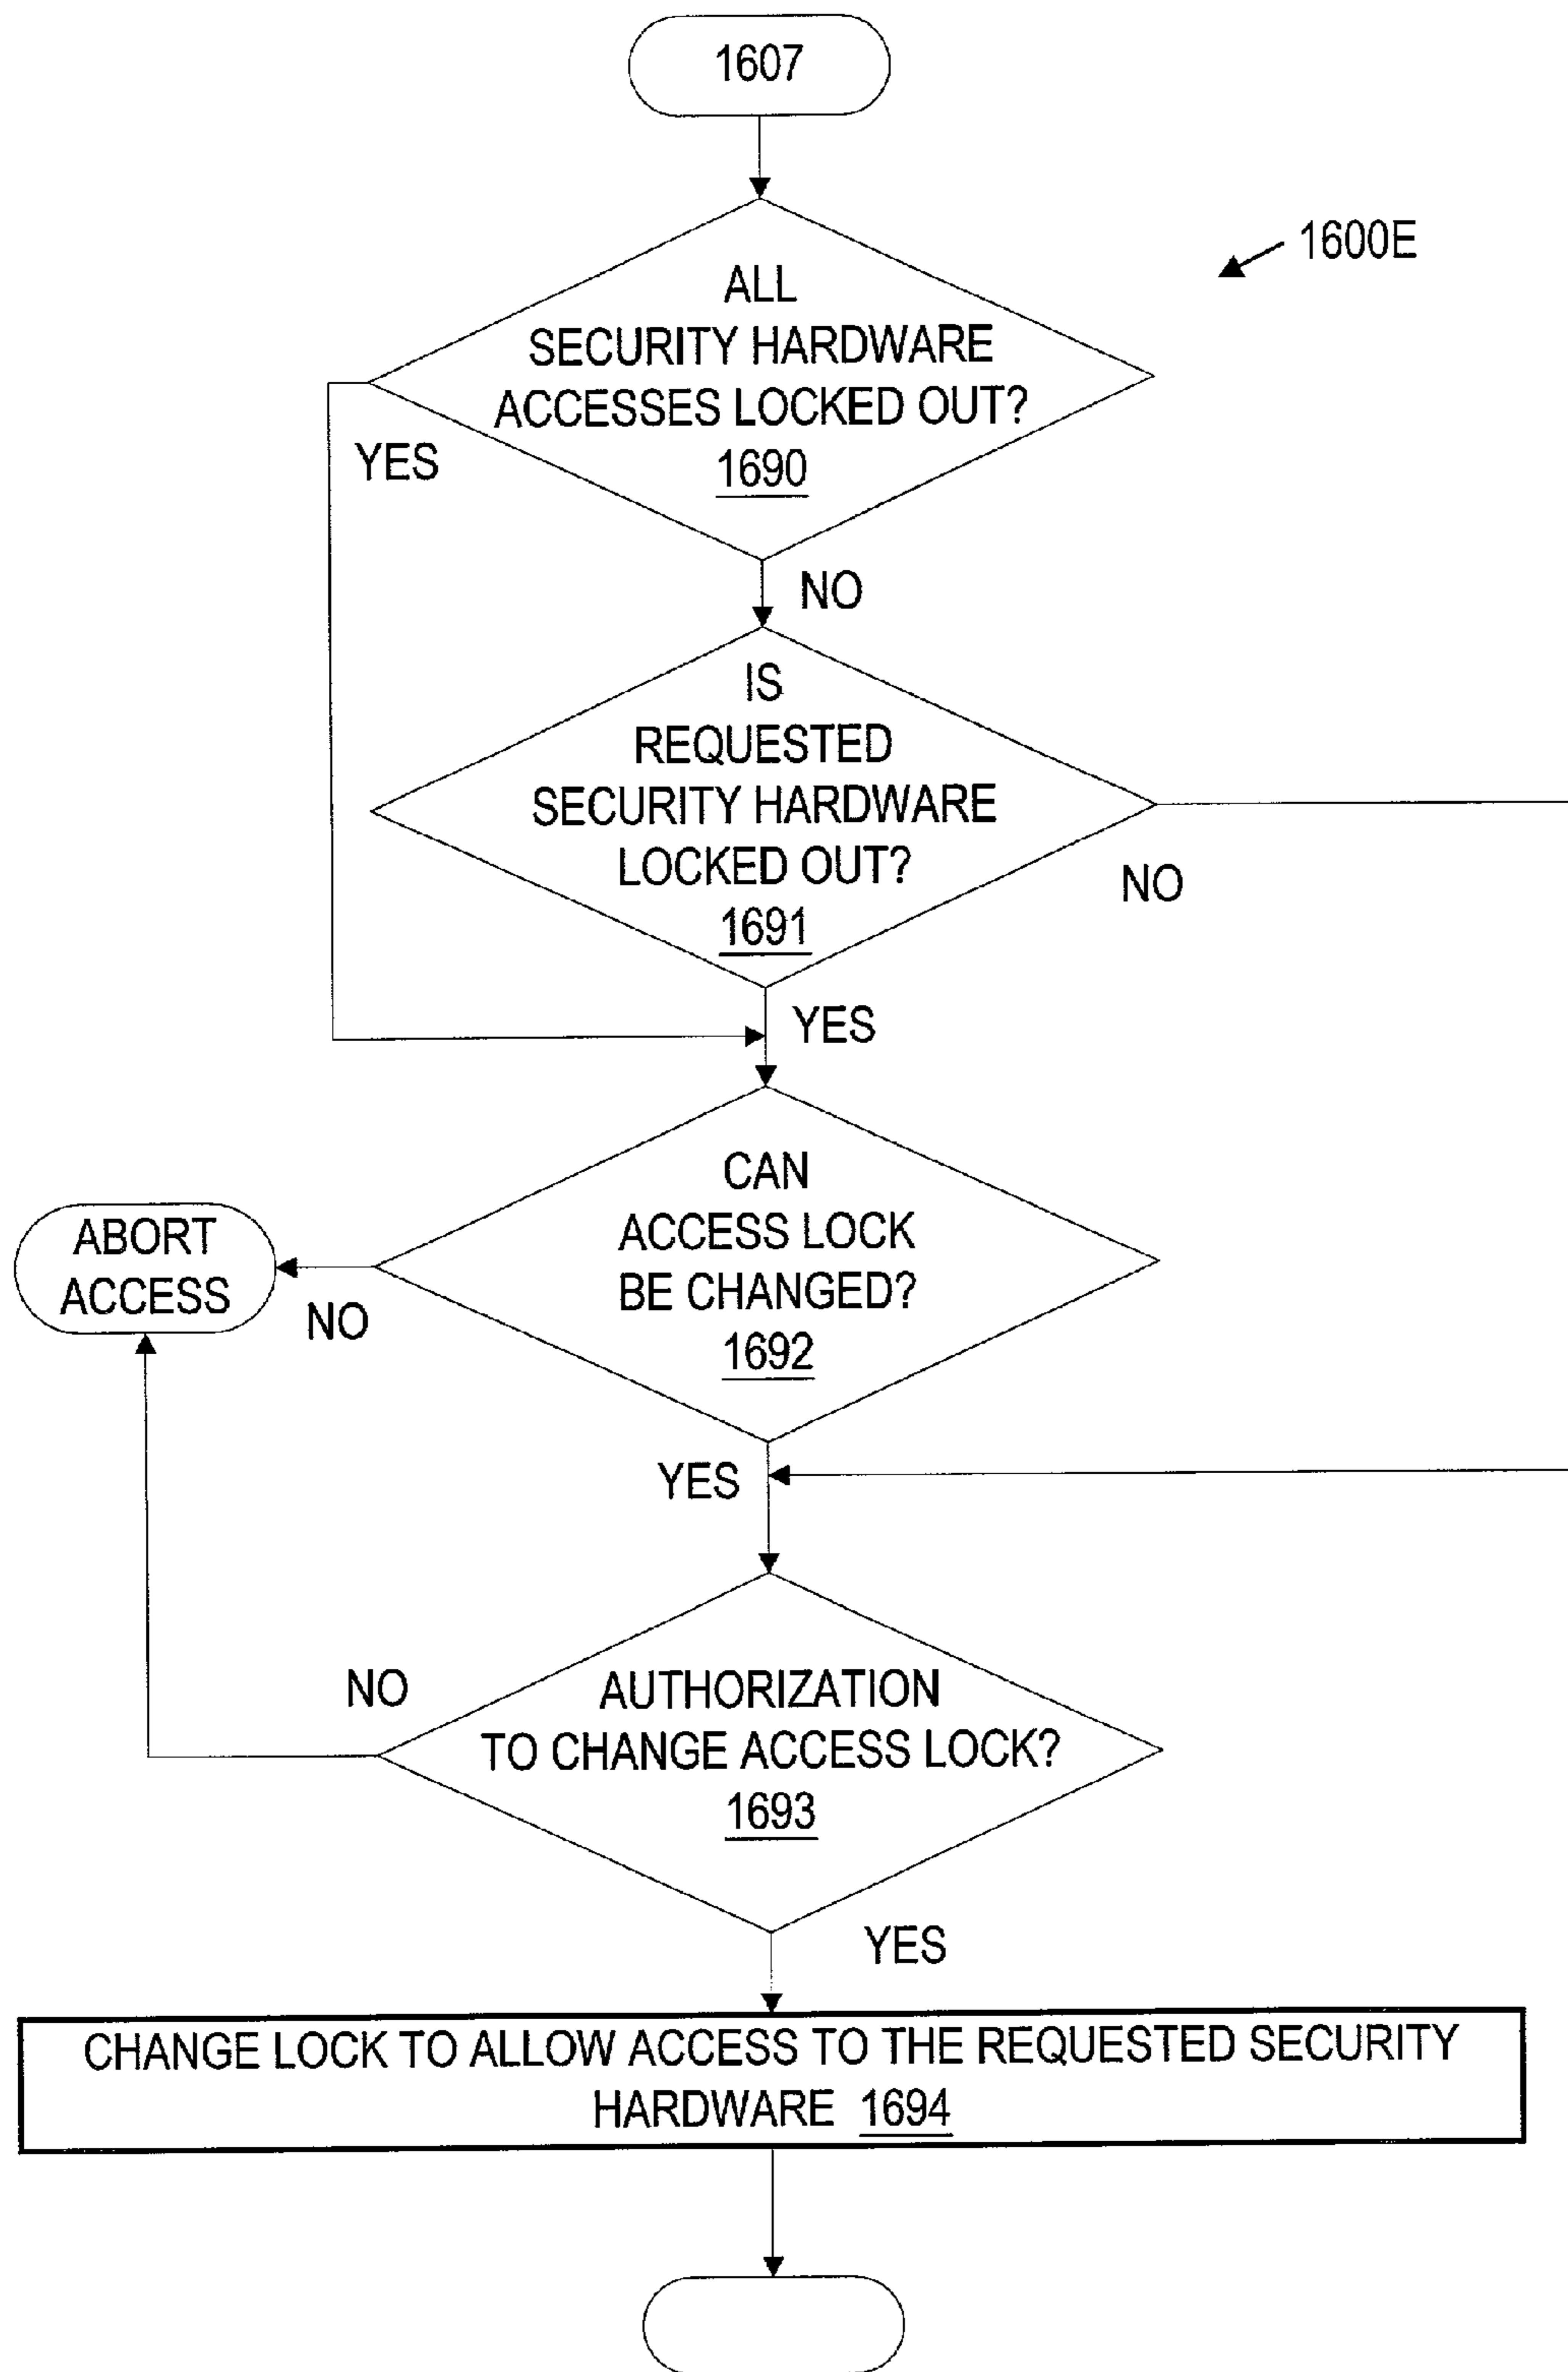 1607
1600E
ALL
SECURITY HARDWARE
ACCESSES LOCKED OUT?
1690
YES
NO
IS
REQUESTED
SECURITY HARDWARE
LOCKED OUT?
1691
NO
YES
CAN
ACCESS LOCK
BE CHANGED?
1692
ABORT
ACCESS
NO
YES
NO
AUTHORIZATION
TO CHANGE ACCESS LOCK?
1693
YES
CHANGE LOCK TO ALLOW ACCESS TO THE REQUESTED SECURITY
HARDWARE 1694